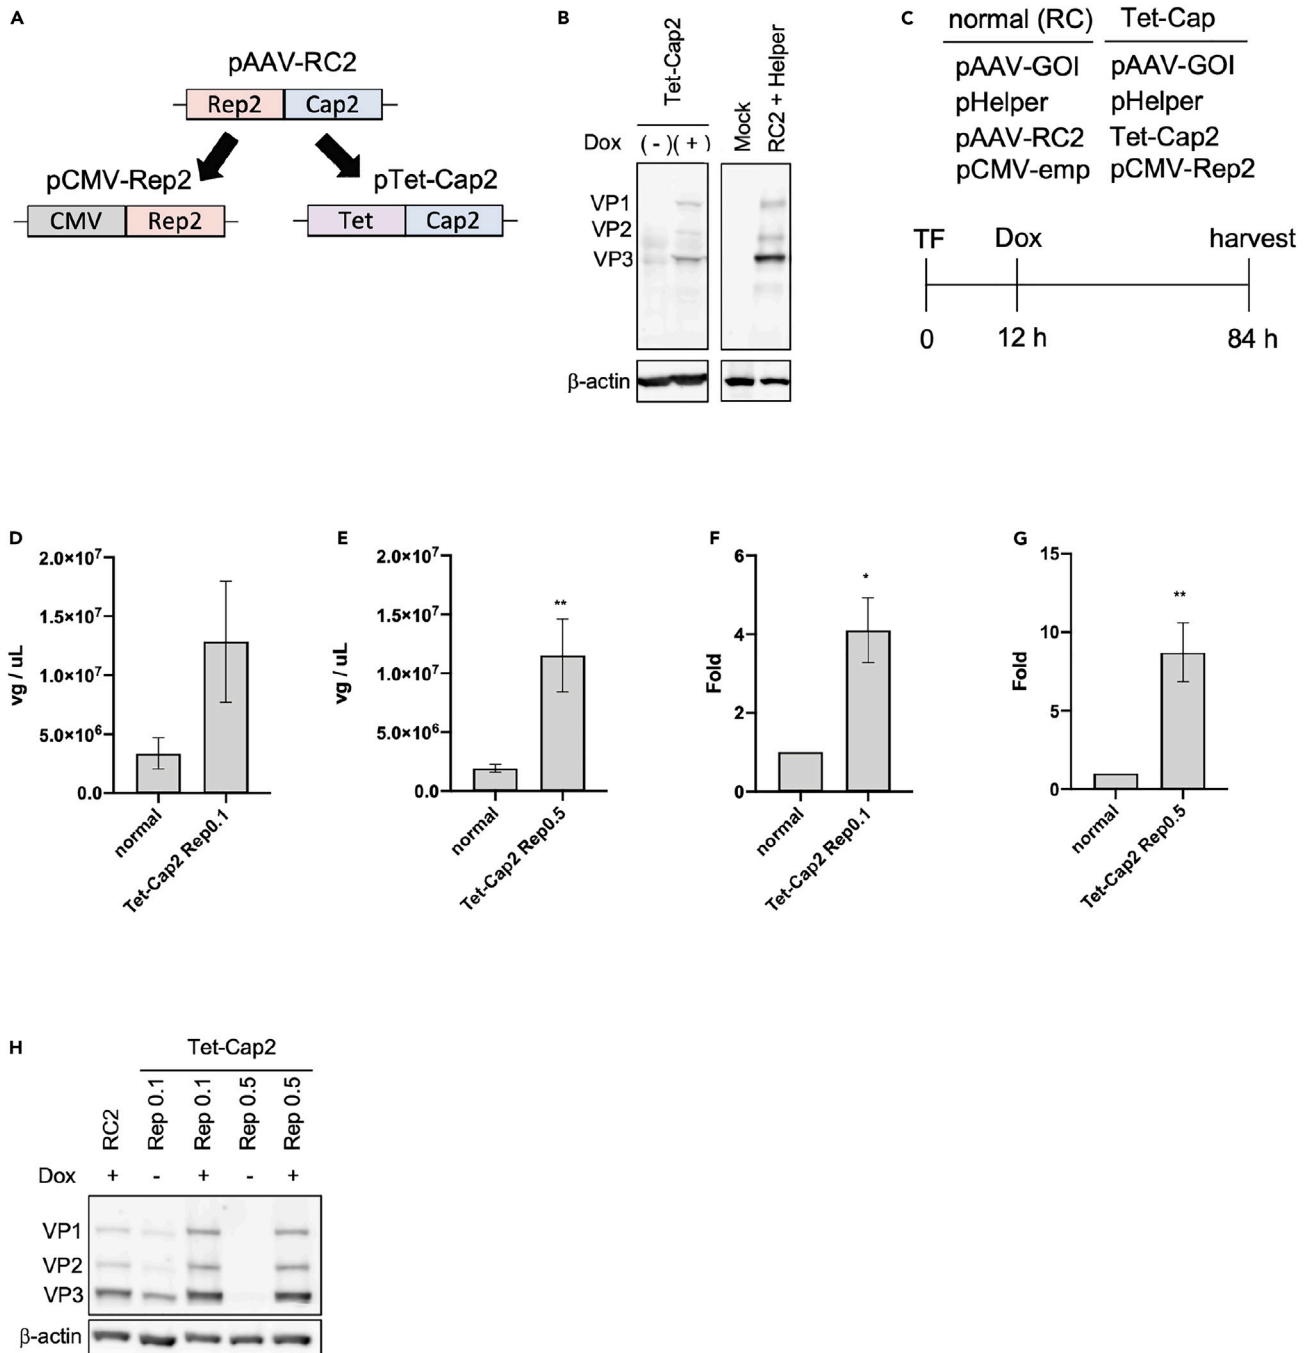 A
pAAV-RC2
Rep2 Cap2
pCMV-Rep2 pTet-Cap2
CMV Rep2 Tet Cap2
B
Tet-Cap2
Mock
RC2 + Helper
Dox (-)(+)
VP1
VP2
VP3
β-actin
C
normal (RC) Tet-Cap
pAAV-GOI pAAV-GOI
pHelper pHelper
pAAV-RC2 Tet-Cap2
pCMV-emp pCMV-Rep2
TF Dox harvest
0 12 h 84 h
D
vg / uL
2.0×10⁷
1.5×10⁷
1.0×10⁷
5.0×10⁶
0.0
normal
Tet-Cap2 Rep0.1
E
vg / uL
2.0×10⁷
1.5×10⁷
1.0×10⁷
5.0×10⁶
0.0
**
normal
Tet-Cap2 Rep0.5
F
Fold
6
4
2
0
*
normal
Tet-Cap2 Rep0.1
G
Fold
15
10
5
0
**
normal
Tet-Cap2 Rep0.5
H
Tet-Cap2
RC2
Rep 0.1
Rep 0.1
Rep 0.5
Rep 0.5
Dox + - + - +
VP1
VP2
VP3
β-actin